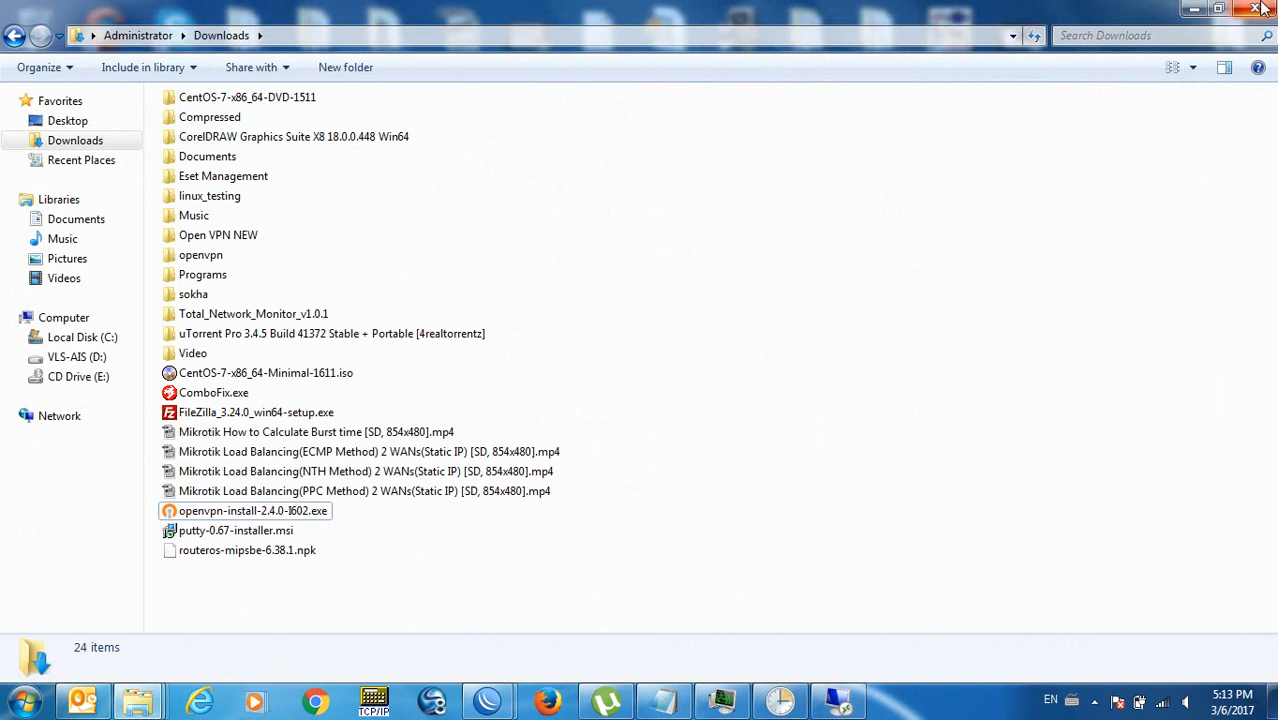 Administrator
Downloads
Search Downloads
Organize
Include in library
Share with
New folder
Favorites
Desktop
Downloads
Recent Places
Libraries
Documents
Music
Pictures
Videos
Computer
Local Disk (C:)
VLS-AIS (D:)
CD Drive (E:)
Network
CentOS-7-x86_64-DVD-1511
Compressed
CorelDRAW Graphics Suite X8 18.0.0.448 Win64
Documents
Eset Management
linux_testing
Music
Open VPN NEW
openvpn
Programs
sokha
Total_Network_Monitor_v1.0.1
uTorrent Pro 3.4.5 Build 41372 Stable + Portable [4realtorrentz]
Video
CentOS-7-x86_64-Minimal-1611.iso
ComboFix.exe
FileZilla_3.24.0_win64-setup.exe
Mikrotik How to Calculate Burst time [SD, 854x480].mp4
Mikrotik Load Balancing(ECMP Method) 2 WANs(Static IP) [SD, 854x480].mp4
Mikrotik Load Balancing(NTH Method) 2 WANs(Static IP) [SD, 854x480].mp4
Mikrotik Load Balancing(PPC Method) 2 WANs(Static IP) [SD, 854x480].mp4
openvpn-install-2.4.0-I602.exe
putty-0.67-installer.msi
routeros-mipsbe-6.38.1.npk
24 items
TCP/IP
EN
5:13 PM
3/6/2017